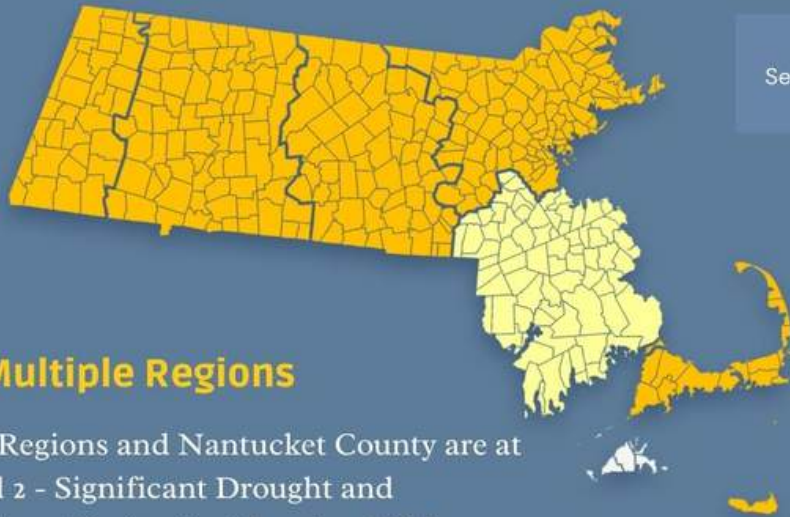 Se
Multiple Regions
Regions and Nantucket County are at
l 2 - Significant Drought and